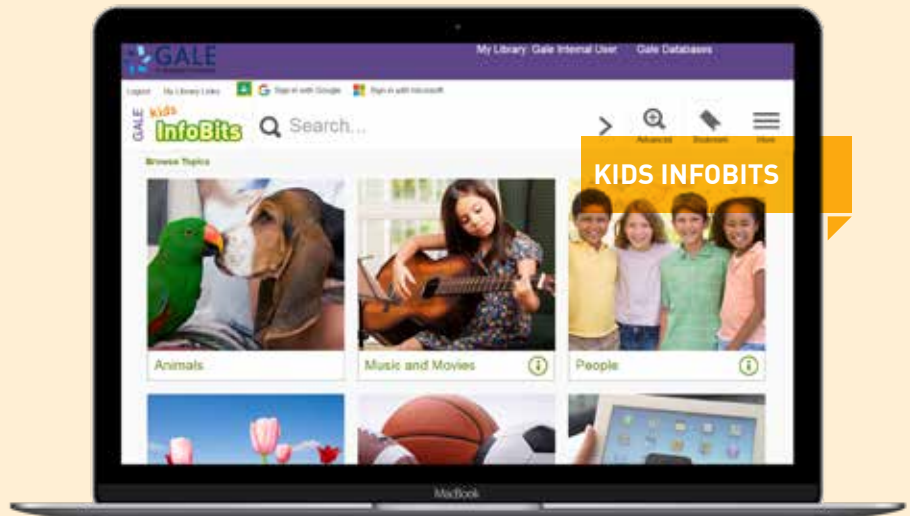 GALE
My Library: Gale Internal User Gale Databases
Logout My Library Links Sign in with Google Sign in with Microsoft
GALE Kids InfoBits Search...
Advanced Bookmark More
KIDS INFOBITS
Browse Topics
Animals Music and Movies People
MacBook